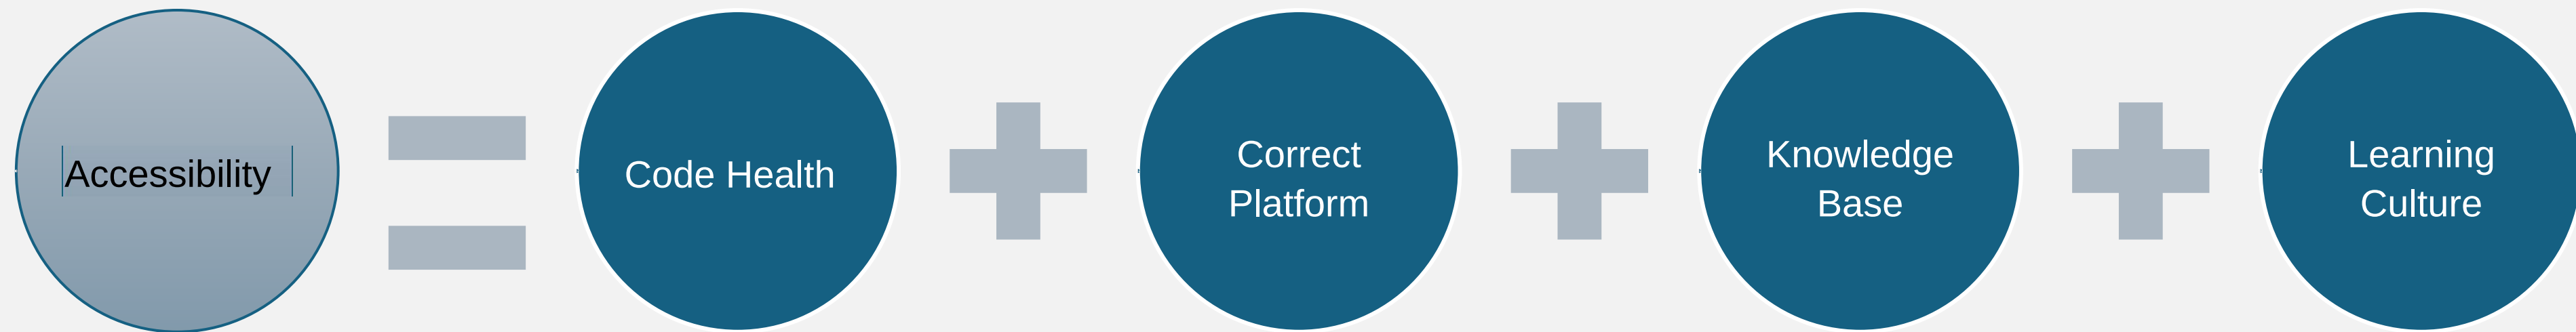 Accessibility
Code Health
Correct
Platform
Knowledge
Base
Learning
Culture